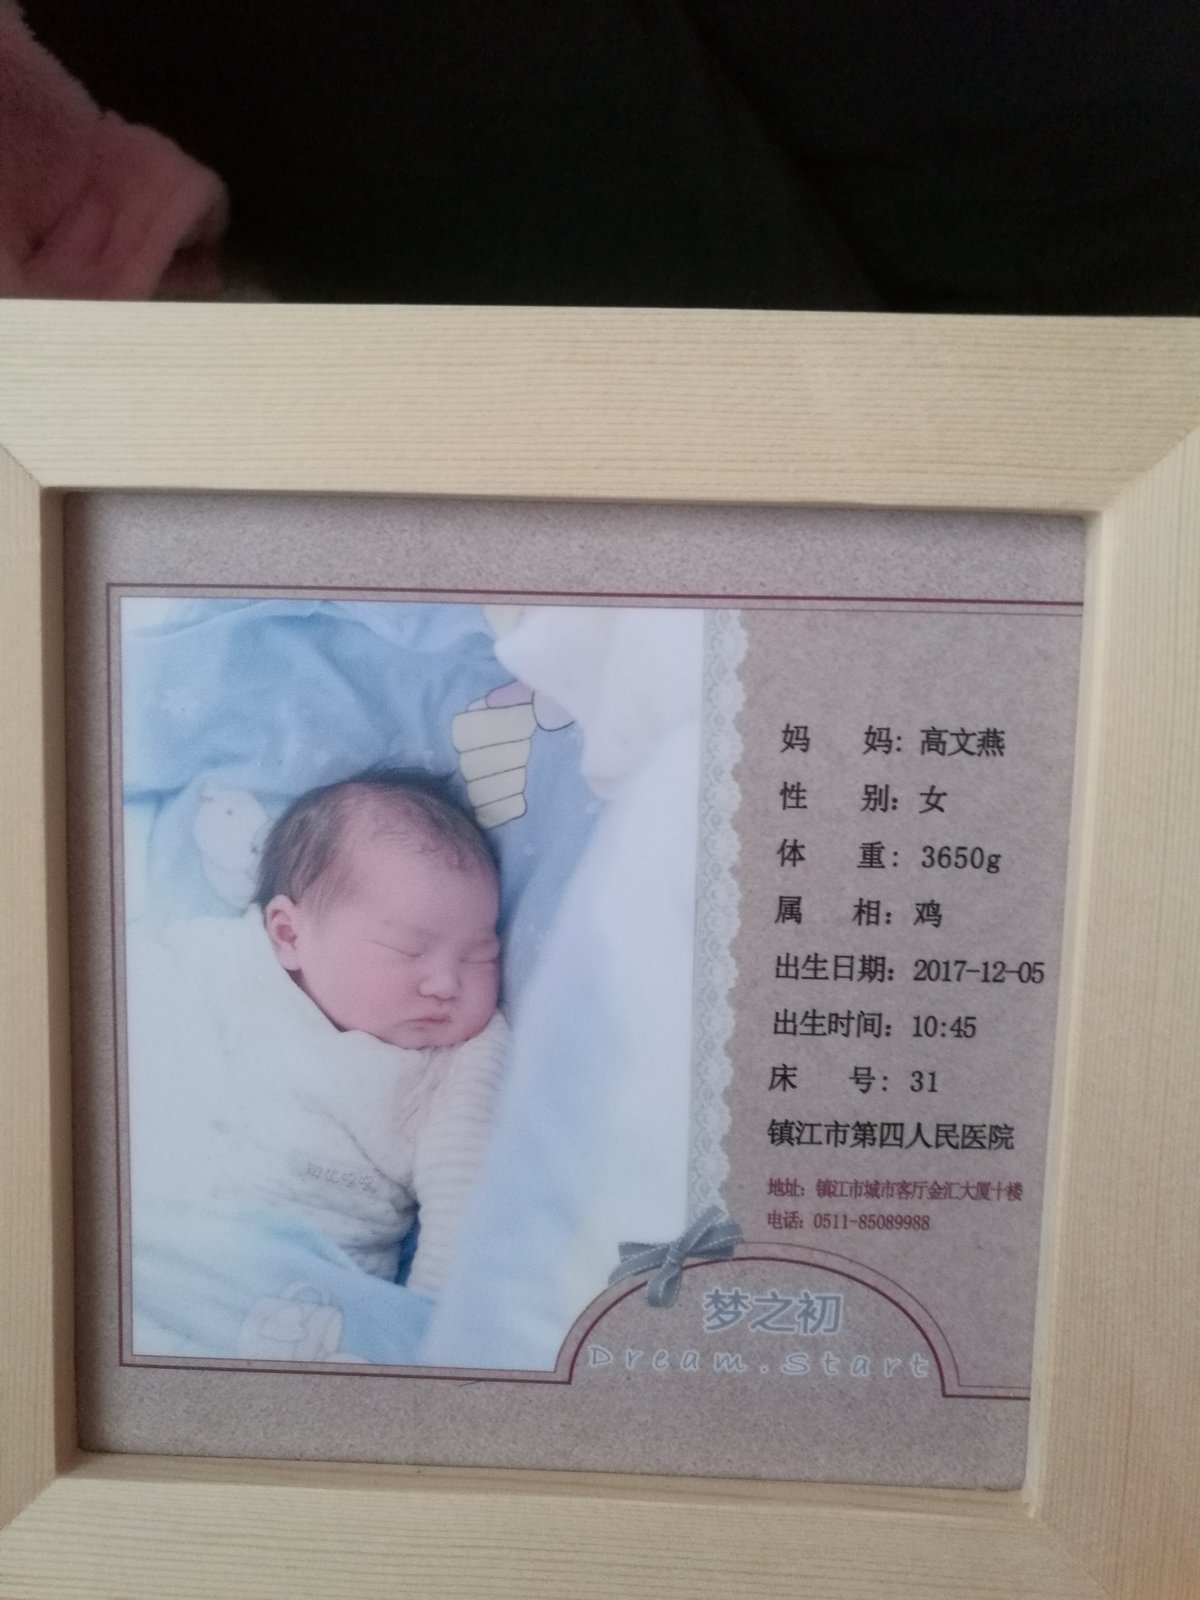 妈 妈: 高文燕
性 别: 女
体 重: 3650g
属 相: 鸡
出生日期: 2017-12-05
出生时间: 10:45
床 号: 31
镇江市第四人民医院
地址: 镇江市城市客厅金汇大厦十楼
电话: 0511-85089988
梦之初
Dream.Start